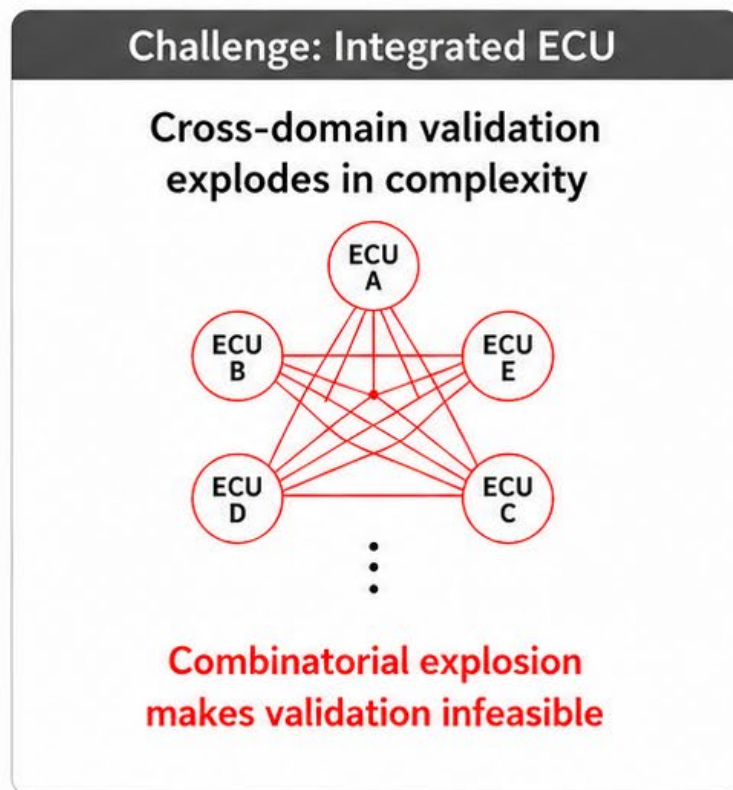 Challenge: Integrated ECU
Cross-domain validation
explodes in complexity
ECU
A
ECU
B
ECU
E
ECU
D
ECU
C
Combinatorial explosion
makes validation infeasible